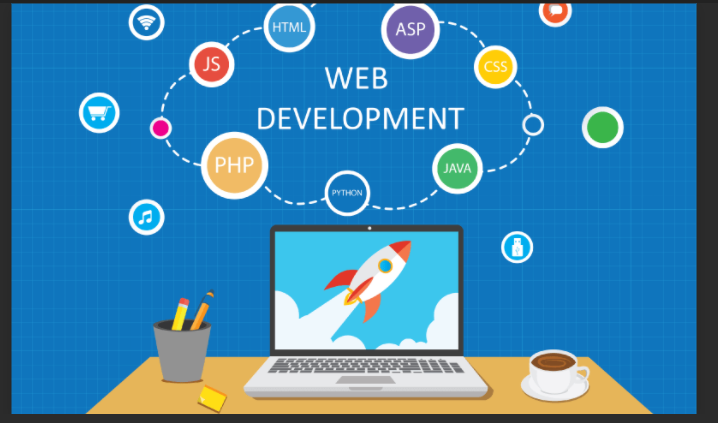 HTML
ASP
JS
CSS
WEB
DEVELOPMENT
PHP
JAVA
PYTHON